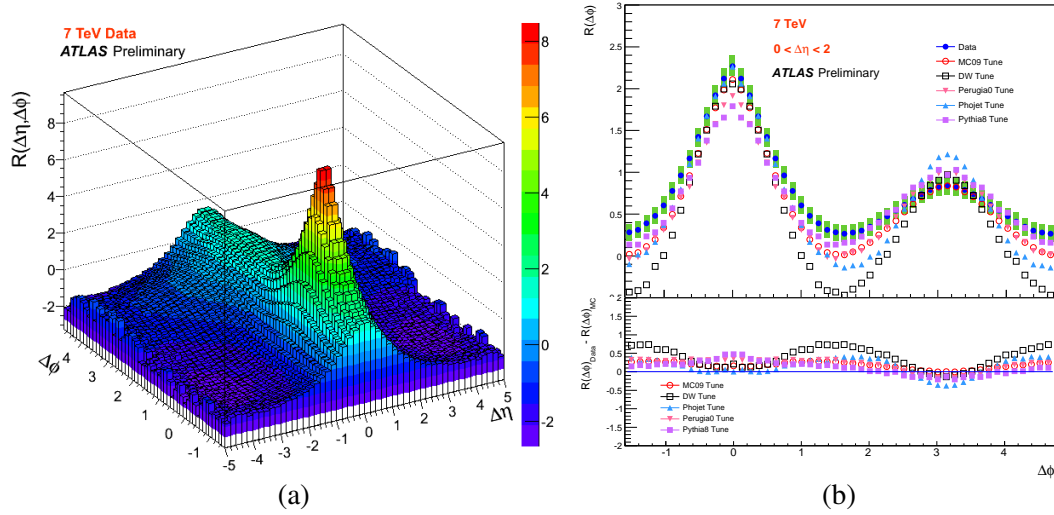 7 TeV Data
ATLAS Preliminary
R(Δη,Δϕ)
8
6
4
2
0
-2
Δϕ
4
3
2
1
0
-1
-5
-4
-3
-2
-1
0
1
2
3
4
5
Δη
8
6
4
2
0
-2
(a)
R(Δϕ)
3
2.5
2
1.5
1
0.5
0
7 TeV
0 < Δη < 2
ATLAS Preliminary
Data
MC09 Tune
DW Tune
Perugia0 Tune
Phojet Tune
Pythia8 Tune
R(Δϕ)Data - R(Δϕ)MC
2
1.5
1
0.5
0
-0.5
-1
-1.5
-2
MC09 Tune
DW Tune
Phojet Tune
Perugia0 Tune
Pythia8 Tune
-1 0 1 2 3 4
Δϕ
(b)